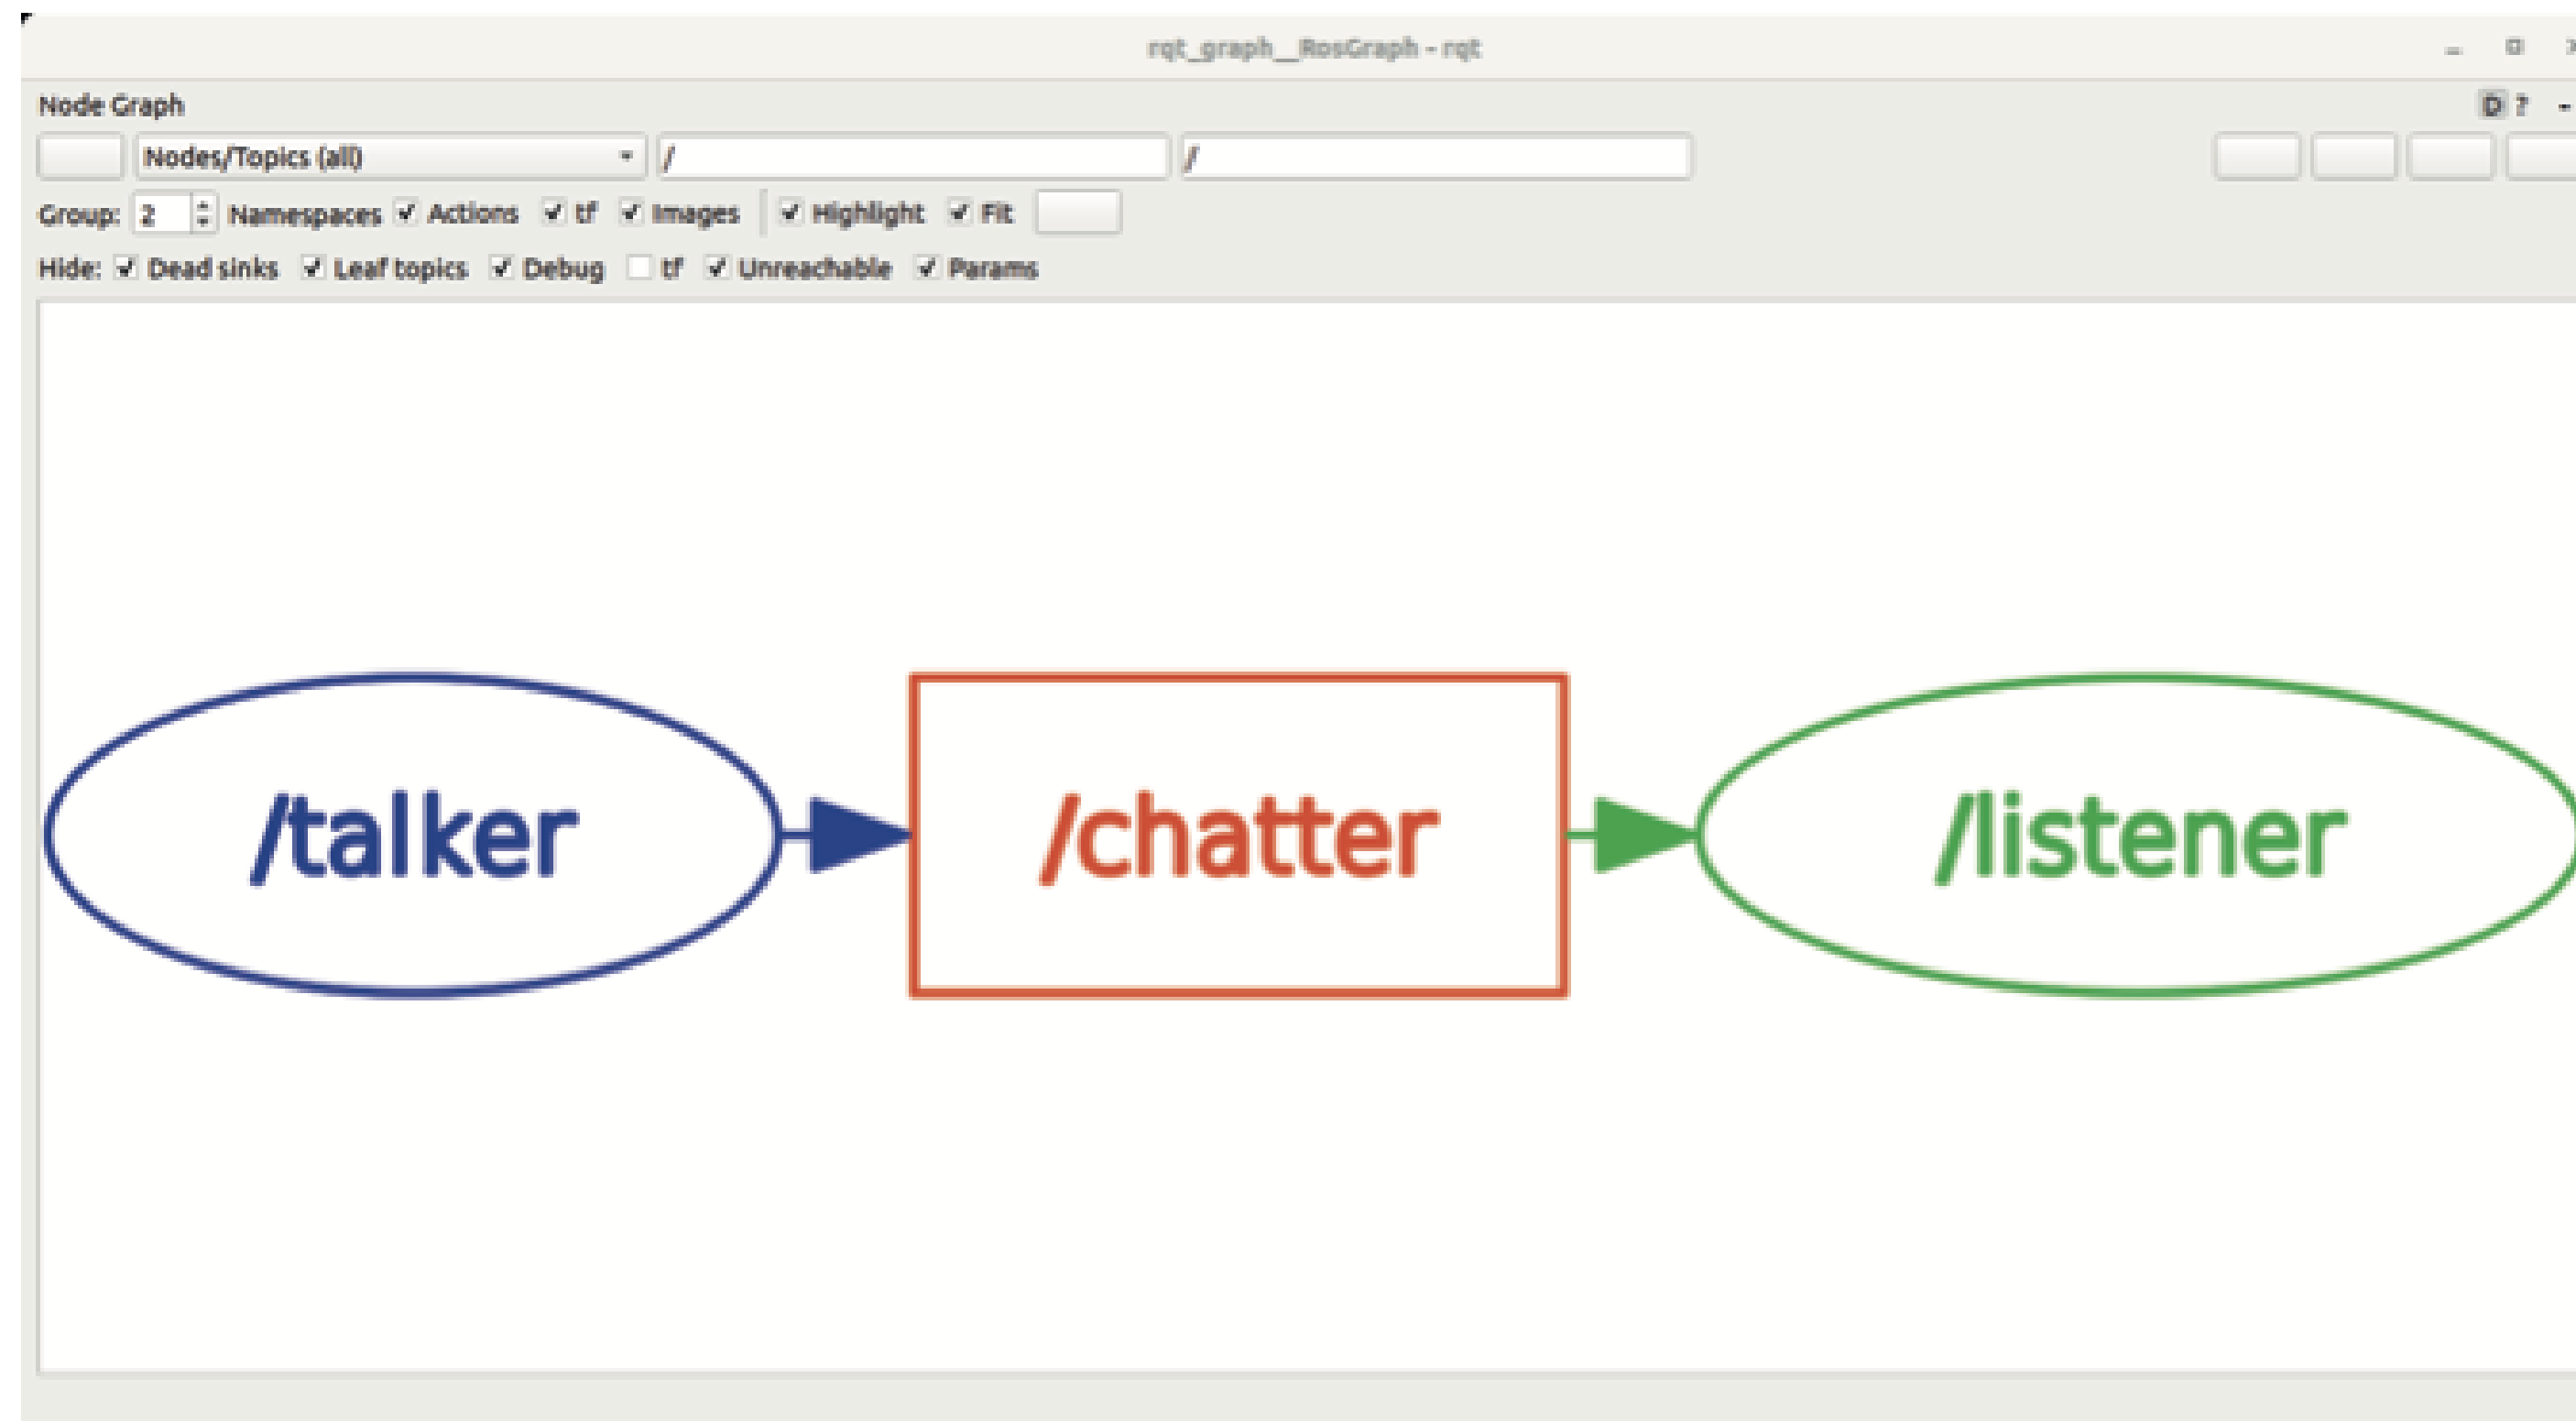 rqt_graph__RosGraph - rqt
Node Graph
D ?
Nodes/Topics (all) / /
Group: 2 Namespaces Actions tf Images Highlight Fit
Hide: Dead sinks Leaf topics Debug tf Unreachable Params
/talker /chatter /listener